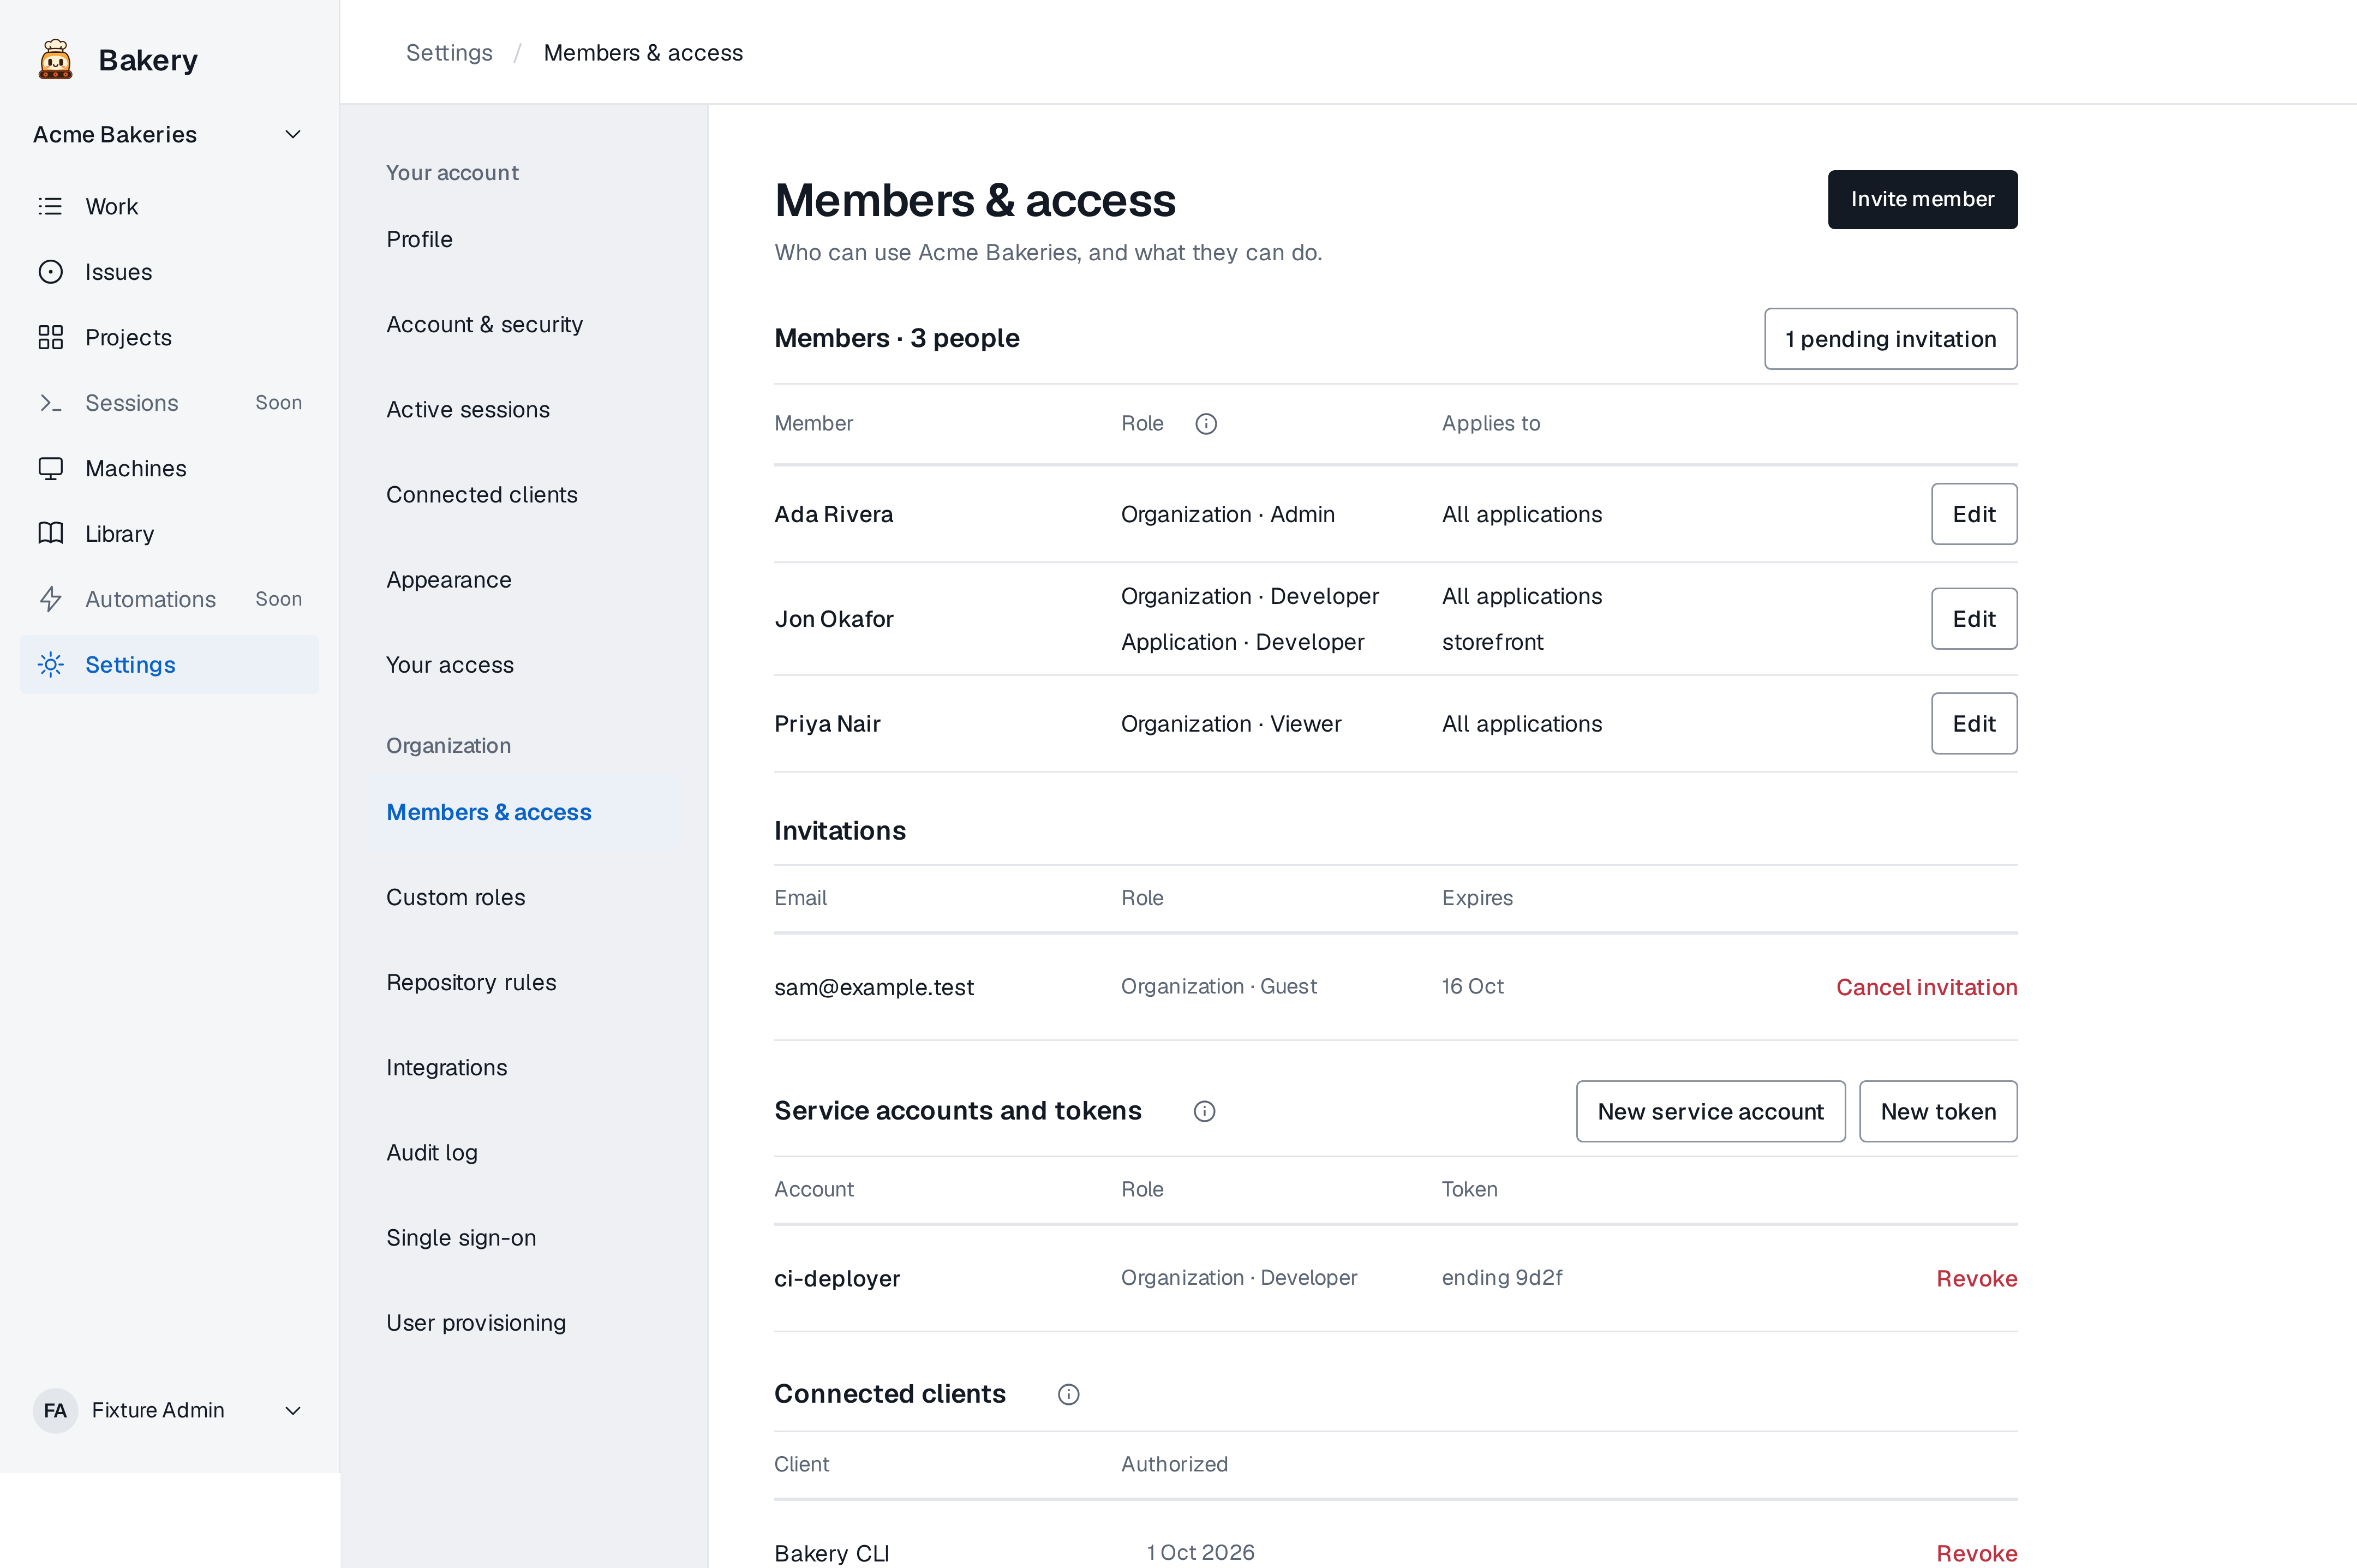 Bakery
Acme Bakeries
Work
Issues
Projects
Sessions Soon
Machines
Library
Automations Soon
Settings
FA Fixture Admin
Settings / Members & access
Your account
Profile
Account & security
Active sessions
Connected clients
Appearance
Your access
Organization
Members & access
Custom roles
Repository rules
Integrations
Audit log
Single sign-on
User provisioning
Members & access
Invite member
Who can use Acme Bakeries, and what they can do.
Members · 3 people
1 pending invitation
Member Role Applies to
Ada Rivera Organization · Admin All applications Edit
Jon Okafor Organization · Developer All applications Edit
Application · Developer storefront
Priya Nair Organization · Viewer All applications Edit
Invitations
Email Role Expires
sam@example.test Organization · Guest 16 Oct Cancel invitation
Service accounts and tokens New service account New token
Account Role Token
ci-deployer Organization · Developer ending 9d2f Revoke
Connected clients
Client Authorized
Bakery CLI 1 Oct 2026 Revoke